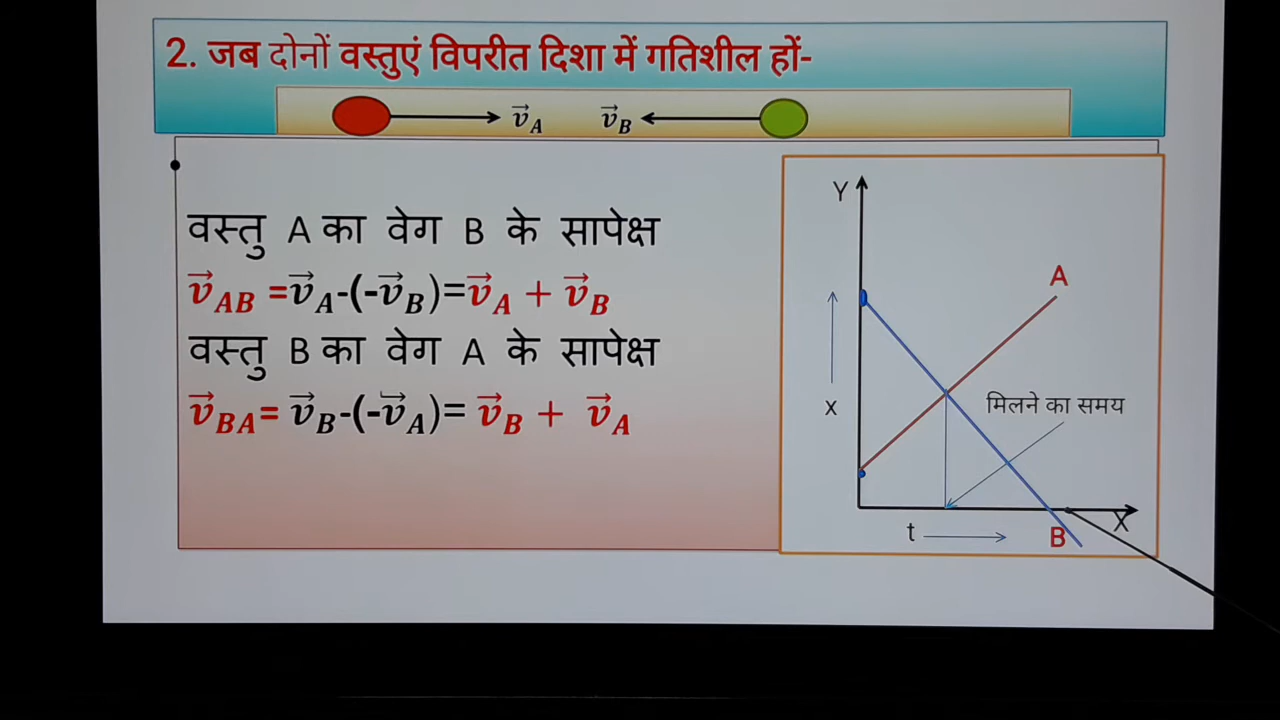 2. जब दोनों वस्तुएं विपरीत दिशा में गतिशील हों-
v⃗A v⃗B
वस्तु A का वेग B के सापेक्ष
v⃗AB =v⃗A-(-v⃗B)=v⃗A + v⃗B
वस्तु B का वेग A के सापेक्ष
v⃗BA= v⃗B-(-v⃗A)= v⃗B + v⃗A
Y
A
मिलने का समय
x
t
B
X